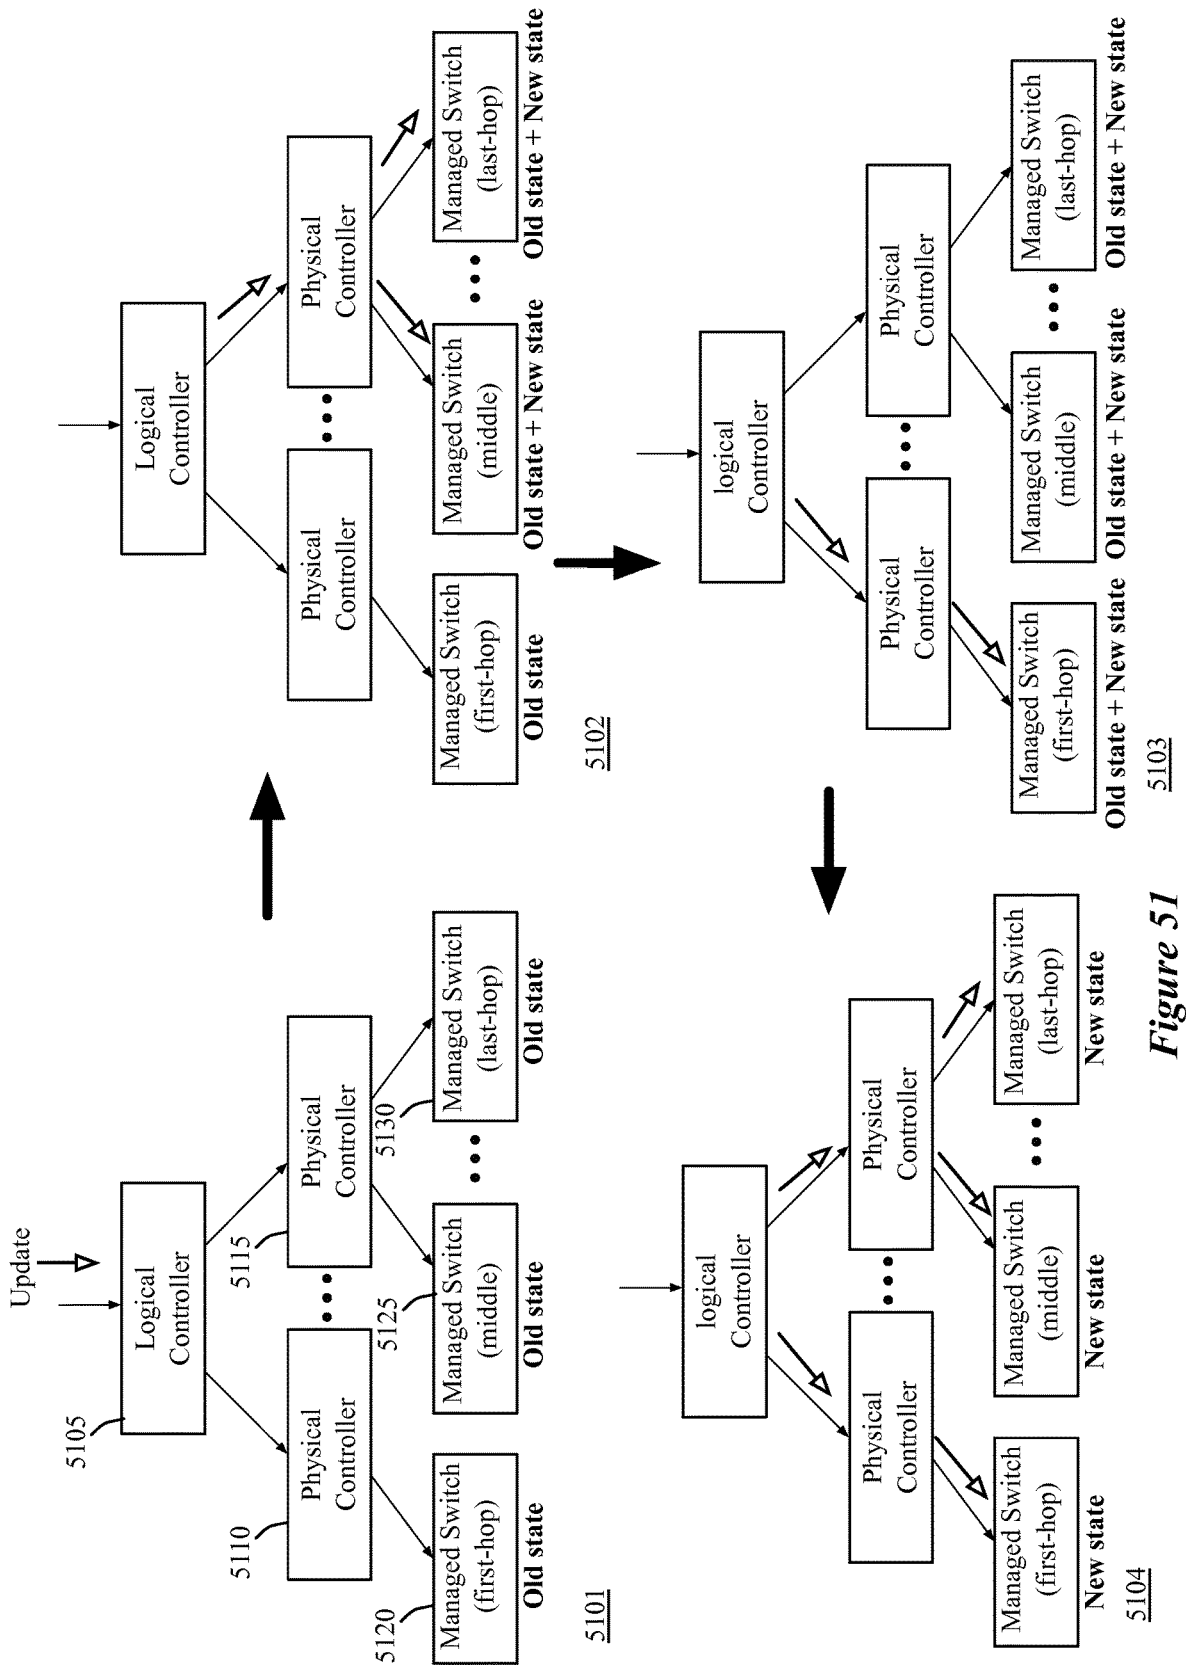 Update
5105
Logical
Controller
5110
Physical
Controller
5115
Physical
Controller
5120
Managed Switch
(first-hop)
Old state
5125
Managed Switch
(middle)
Old state
5130
Managed Switch
(last-hop)
Old state
5101
Logical
Controller
Physical
Controller
Physical
Controller
Managed Switch
(first-hop)
Old state
Managed Switch
(middle)
Old state + New state
Managed Switch
(last-hop)
Old state + New state
5102
logical
Controller
Physical
Controller
Physical
Controller
Managed Switch
(first-hop)
Old state + New state
Managed Switch
(middle)
Old state + New state
Managed Switch
(last-hop)
Old state + New state
5103
logical
Controller
Physical
Controller
Physical
Controller
Managed Switch
(first-hop)
New state
Managed Switch
(middle)
New state
Managed Switch
(last-hop)
New state
5104
Figure 51